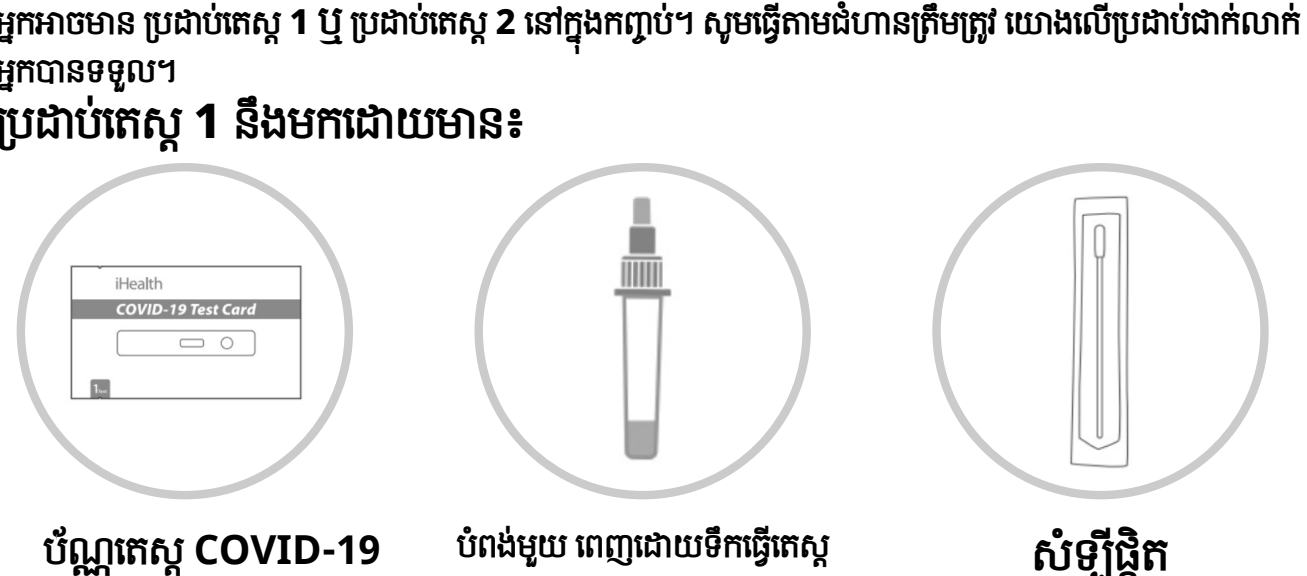 អ្នកអាចមាន ប្រដាប់តេស្ត 1 ឬ ប្រដាប់តេស្ត 2 នៅក្នុងកញ្ចប់។ សូមធ្វើតាមជំហានត្រឹមត្រូវ យោងលើប្រដាប់ជាក់លាក់
អ្នកបានទទួល។
ប្រដាប់តេស្ត 1 នឹងមកដោយមាន៖
iHealth
COVID-19 Test Card
1 Test
ប័ណ្ណតេស្ត COVID-19
បំពង់មួយ ពេញដោយទឹកធ្វើតេស្ត
សំឡីផ្តិត